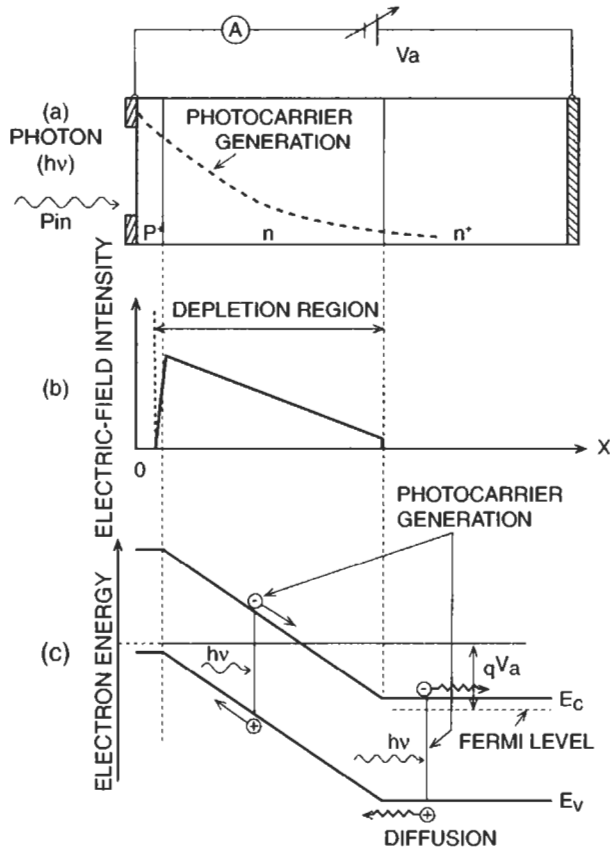 A
Va
(a)
PHOTON
(hν)
Pin
PHOTOCARRIER
GENERATION
P+
n
n+
ELECTRIC-FIELD INTENSITY
(b)
DEPLETION REGION
0
X
PHOTOCARRIER
GENERATION
ELECTRON ENERGY
(c)
-
hν
+
qVa
-
EC
FERMI LEVEL
hν
EV
+
DIFFUSION